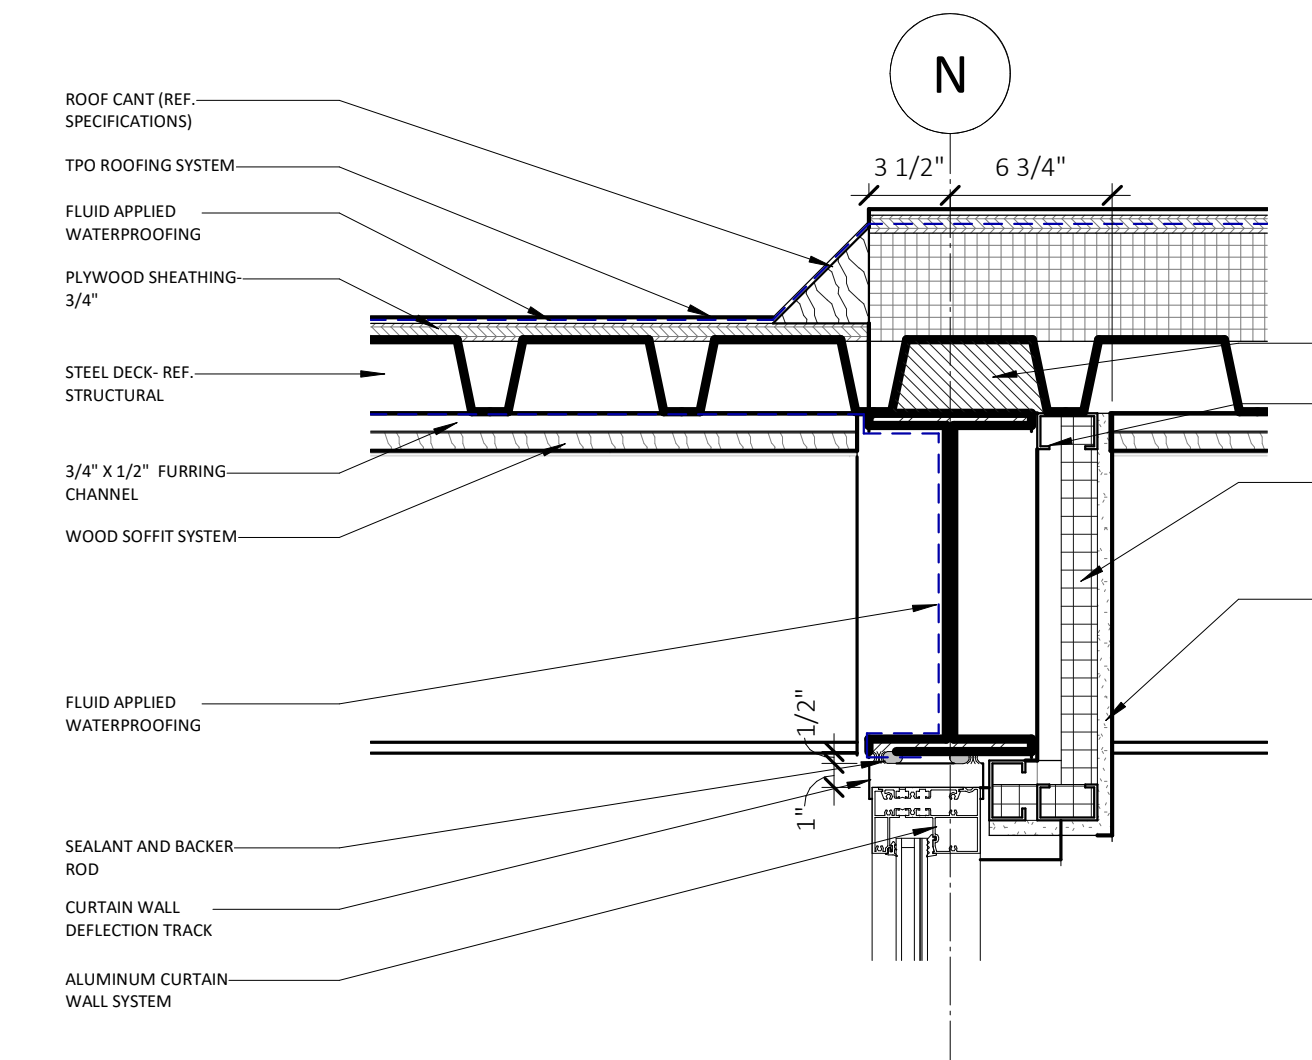 N
3 1/2"
6 3/4"
ROOF CANT (REF.
SPECIFICATIONS)
TPO ROOFING SYSTEM
FLUID APPLIED
WATERPROOFING
PLYWOOD SHEATHING-
3/4"
STEEL DECK- REF.
STRUCTURAL
3/4" X 1/2" FURRING
CHANNEL
WOOD SOFFIT SYSTEM
FLUID APPLIED
WATERPROOFING
1/2"
1"
SEALANT AND BACKER
ROD
CURTAIN WALL
DEFLECTION TRACK
ALUMINUM CURTAIN
WALL SYSTEM